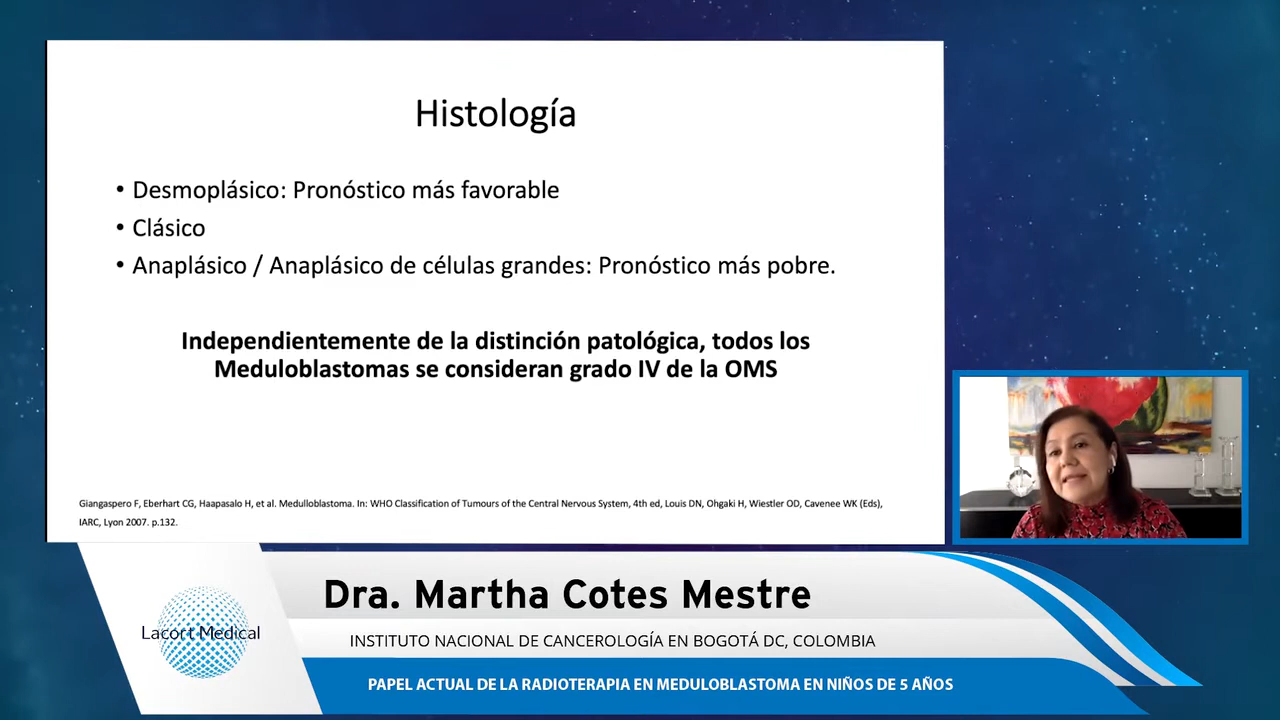 Histología
• Desmoplásico: Pronóstico más favorable
• Clásico
• Anaplásico / Anaplásico de células grandes: Pronóstico más pobre.
Independientemente de la distinción patológica, todos los
Meduloblastomas se consideran grado IV de la OMS
Giangaspero F, Eberhart CG, Haapasalo H, et al. Medulloblastoma. In: WHO Classification of Tumours of the Central Nervous System, 4th ed, Louis DN, Ohgaki H, Wiestler OD, Cavenee WK (Eds),
IARC, Lyon 2007. p.132.
Dra. Martha Cotes Mestre
Lacort Medical
INSTITUTO NACIONAL DE CANCEROLOGÍA EN BOGOTÁ DC, COLOMBIA
PAPEL ACTUAL DE LA RADIOTERAPIA EN MEDULOBLASTOMA EN NIÑOS DE 5 AÑOS